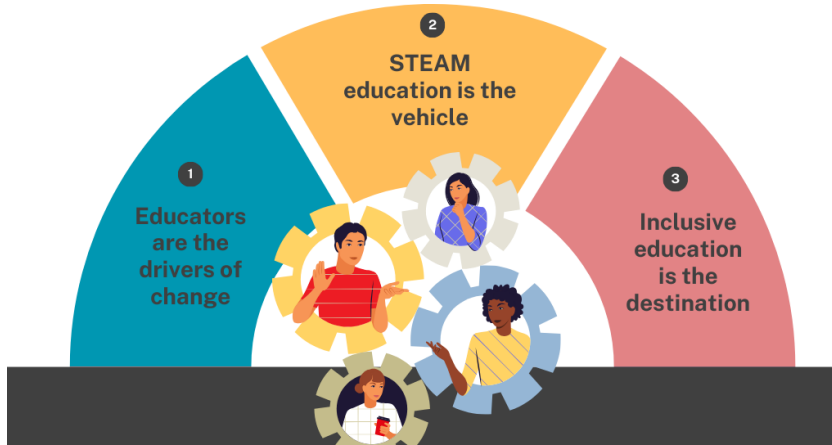 1
Educators
are the
drivers of
change
2
STEAM
education is the
vehicle
3
Inclusive
education
is the
destination